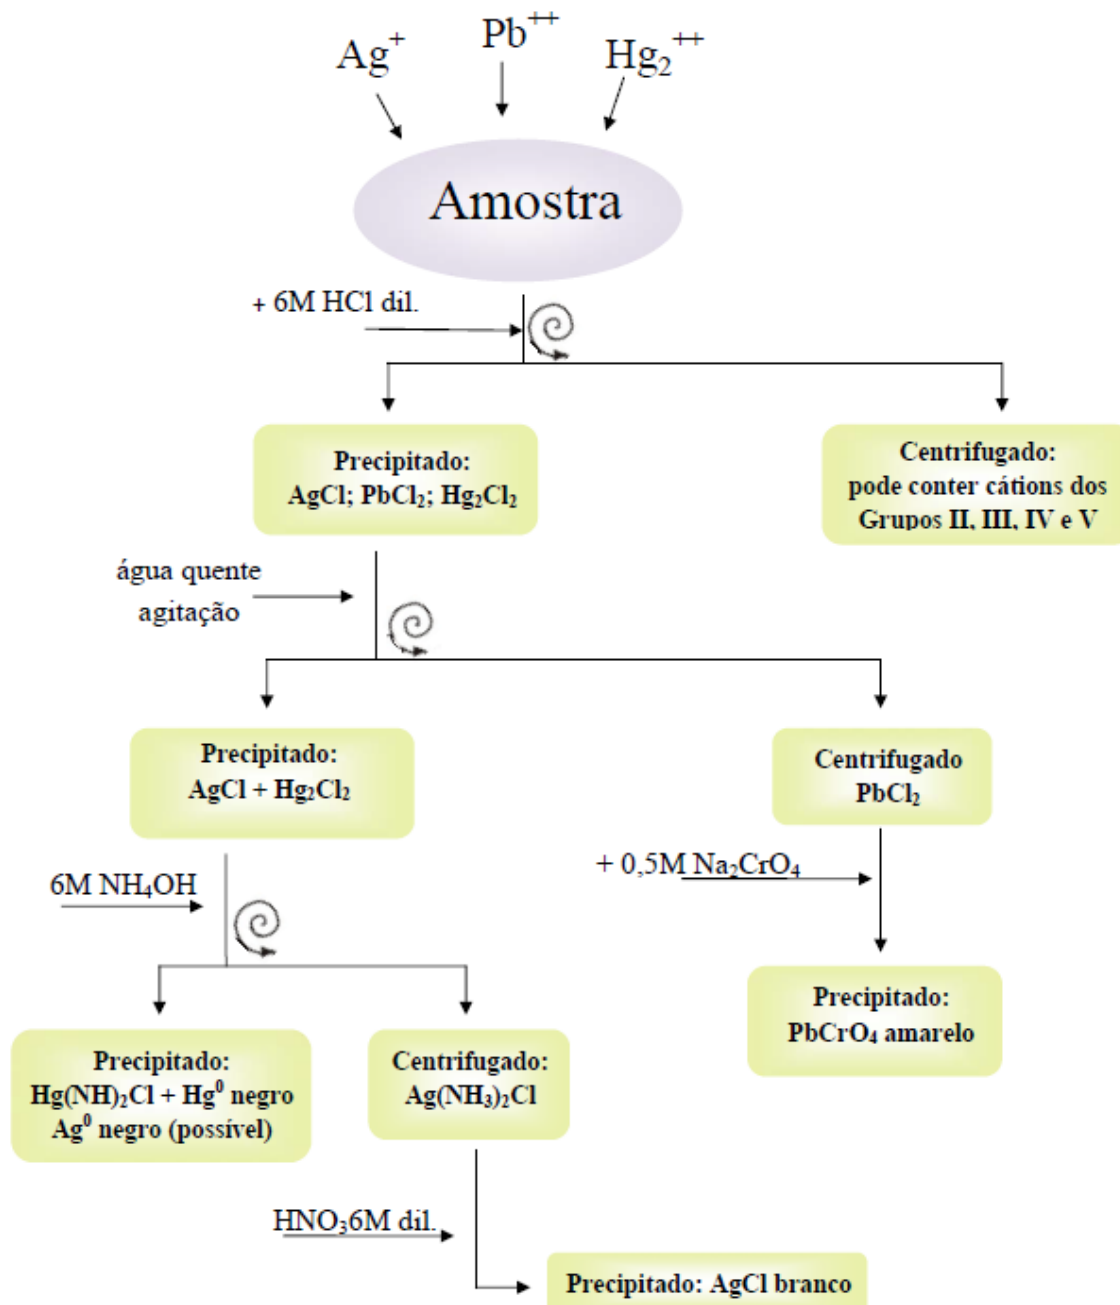 Ag⁺
Pb⁺⁺
Hg₂⁺⁺
Amostra
+ 6M HCl dil.
Precipitado:
AgCl; PbCl₂; Hg₂Cl₂
Centrifugado:
pode conter cátions dos
Grupos II, III, IV e V
água quente
agitação
Precipitado:
AgCl + Hg₂Cl₂
Centrifugado
PbCl₂
6M NH₄OH
+ 0,5M Na₂CrO₄
Precipitado:
Hg(NH)₂Cl + Hg⁰ negro
Ag⁰ negro (possível)
Centrifugado:
Ag(NH₃)₂Cl
Precipitado:
PbCrO₄ amarelo
HNO₃6M dil.
Precipitado: AgCl branco